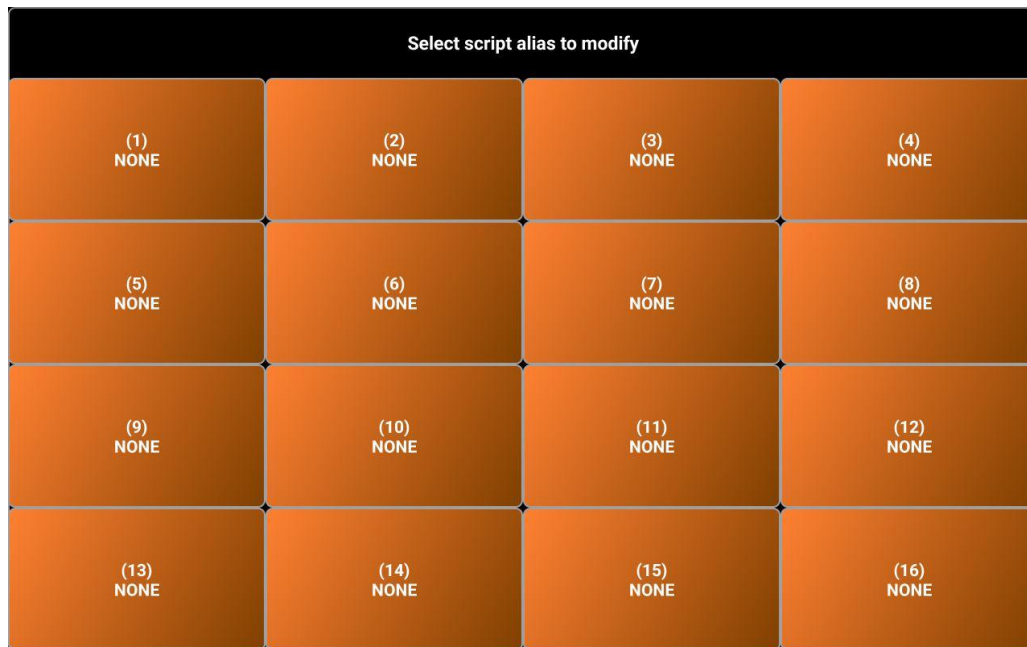 Select script alias to modify
(1)
NONE
(2)
NONE
(3)
NONE
(4)
NONE
(5)
NONE
(6)
NONE
(7)
NONE
(8)
NONE
(9)
NONE
(10)
NONE
(11)
NONE
(12)
NONE
(13)
NONE
(14)
NONE
(15)
NONE
(16)
NONE